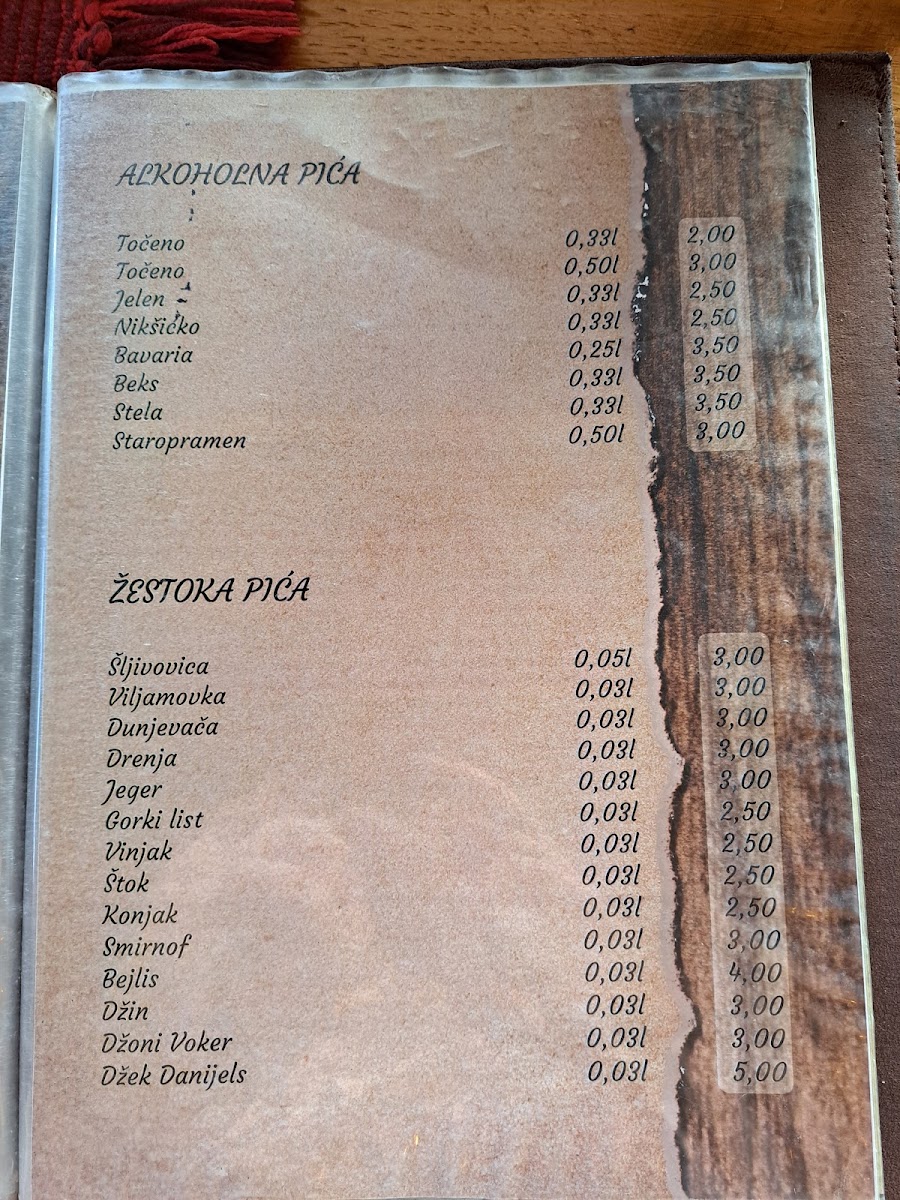 ALKOHOLNA PIĆA
Točeno 0,33l 2,00
Točeno 0,50l 3,00
Jelen 0,33l 2,50
Nikšićko 0,33l 2,50
Bavaria 0,25l 3,50
Beks 0,33l 3,50
Stela 0,33l 3,50
Staropramen 0,50l 3,00
ŽESTOKA PIĆA
Šljivovica 0,05l 3,00
Viljamovka 0,03l 3,00
Dunjevača 0,03l 3,00
Drenja 0,03l 3,00
Jeger 0,03l 3,00
Gorki list 0,03l 2,50
Vinjak 0,03l 2,50
Štok 0,03l 2,50
Konjak 0,03l 2,50
Smirnof 0,03l 3,00
Bejlis 0,03l 4,00
Džin 0,03l 3,00
Džoni Voker 0,03l 3,00
Džek Danijels 0,03l 5,00